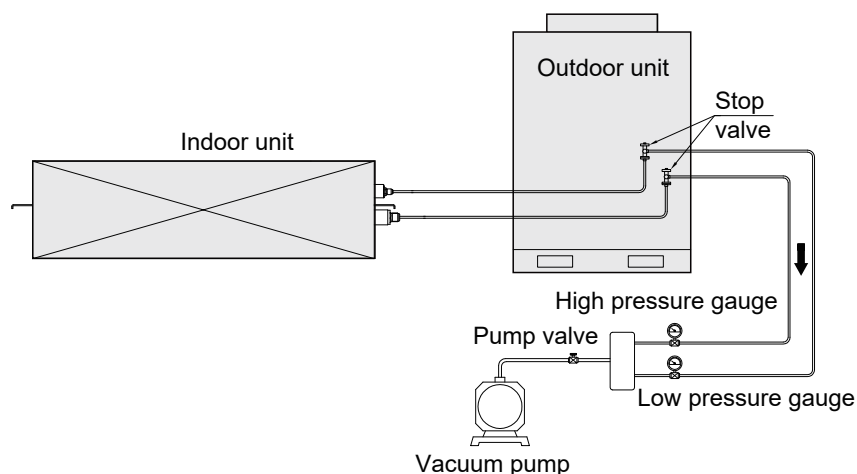 Outdoor unit
Stop
valve
Indoor unit
High pressure gauge
Pump valve
Low pressure gauge
Vacuum pump